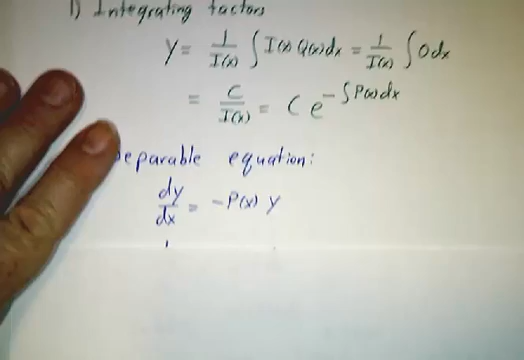 1) Integrating factors
y = 1/I(x) ∫ I(x) Q(x) dx = 1/I(x) ∫ 0 dx
= C/I(x) = C e^-∫P(x)dx
eparable equation:
dy/dx = -P(x) y